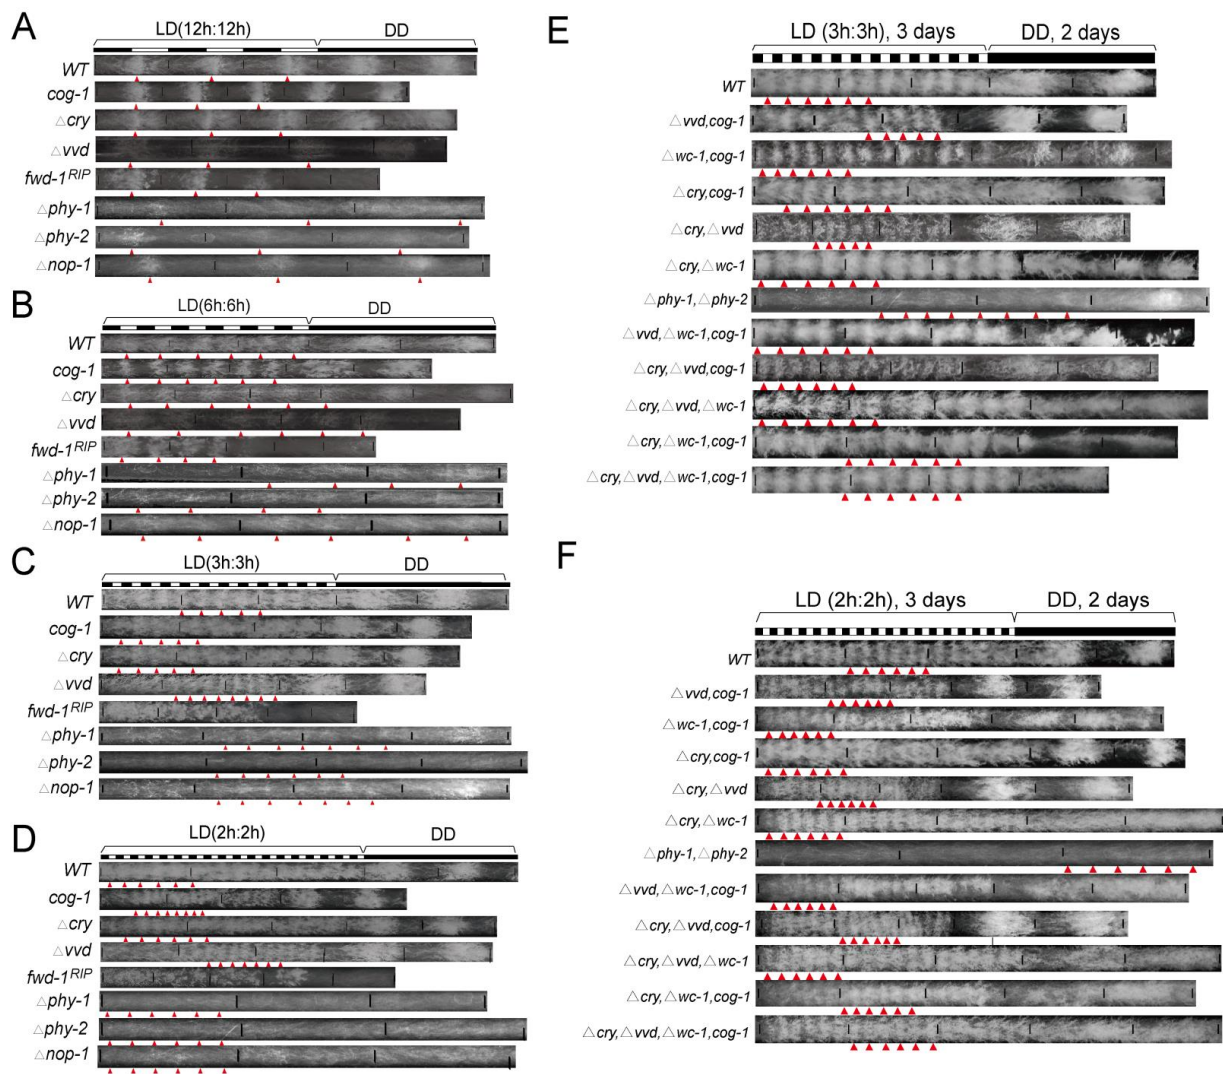 A
LD(12h:12h) DD
WT
cog-1
△cry
△vvd
fwd-1RIP
△phy-1
△phy-2
△nop-1
B
LD(6h:6h) DD
WT
cog-1
△cry
△vvd
fwd-1RIP
△phy-1
△phy-2
△nop-1
C
LD(3h:3h) DD
WT
cog-1
△cry
△vvd
fwd-1RIP
△phy-1
△phy-2
△nop-1
D
LD(2h:2h) DD
WT
cog-1
△cry
△vvd
fwd-1RIP
△phy-1
△phy-2
△nop-1
E
LD (3h:3h), 3 days DD, 2 days
WT
△vvd,cog-1
△wc-1,cog-1
△cry,cog-1
△cry,△vvd
△cry,△wc-1
△phy-1,△phy-2
△vvd,△wc-1,cog-1
△cry,△vvd,cog-1
△cry,△vvd,△wc-1
△cry,△wc-1,cog-1
△cry,△vvd,△wc-1,cog-1
F
LD (2h:2h), 3 days DD, 2 days
WT
△vvd,cog-1
△wc-1,cog-1
△cry,cog-1
△cry,△vvd
△cry,△wc-1
△phy-1,△phy-2
△vvd,△wc-1,cog-1
△cry,△vvd,cog-1
△cry,△vvd,△wc-1
△cry,△wc-1,cog-1
△cry,△vvd,△wc-1,cog-1